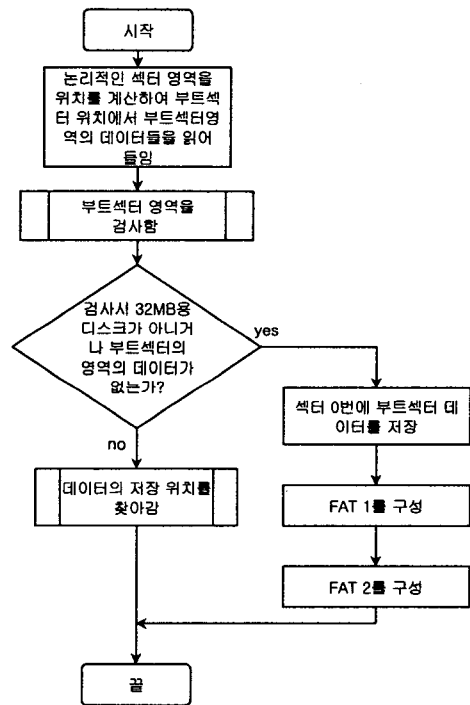 시작
논리적인 섹터 영역을
위치를 계산하여 부트섹
터 위치에서 부트섹터영
역의 데이터들을 읽어
들임
부트섹터 영역을
검사함
검사서 32MB용
디스크가 아니거
나 부트섹터의
영역의 데이터가
없는가?
yes
no
섹터 0번에 부트섹터 데
이터를 저장
데이터의 저장 위치를
찾아감
FAT 1를 구성
FAT 2를 구성
끝